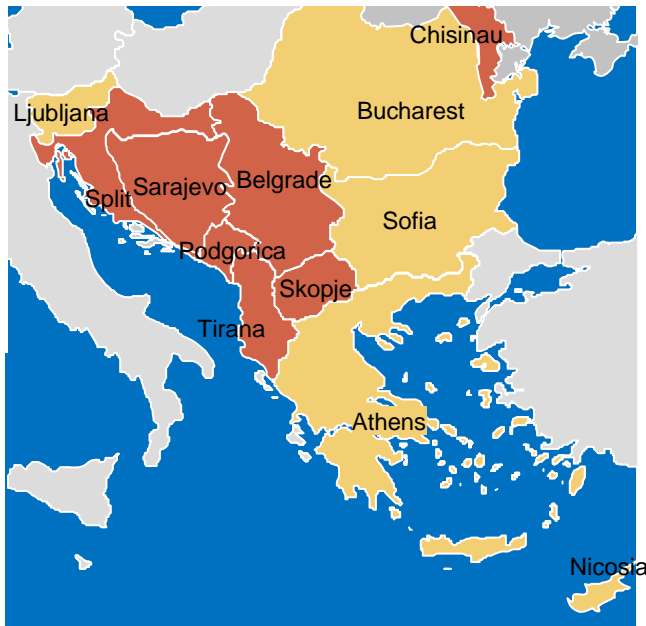 Chisinau
Ljubljana
Bucharest
Sarajevo
Belgrade
Split
Sofia
Podgorica
Skopje
Tirana
Athens
Nicosia